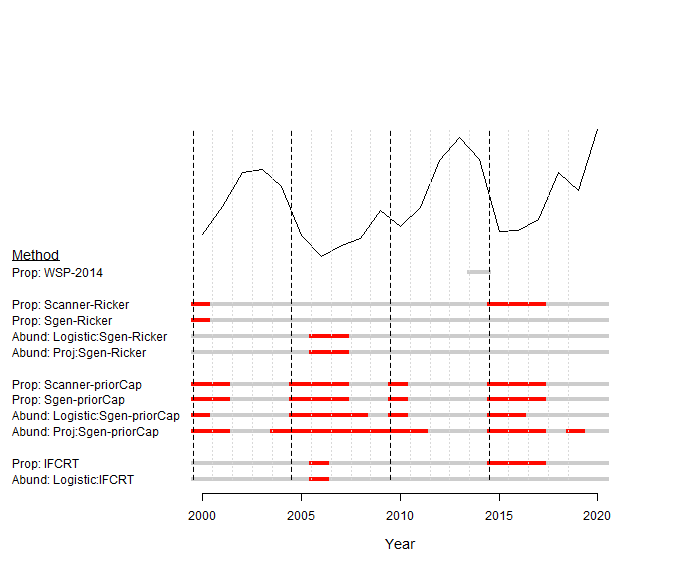 Method
Prop: WSP-2014
Prop: Scanner-Ricker
Prop: Sgen-Ricker
Abund: Logistic:Sgen-Ricker
Abund: Proj:Sgen-Ricker
Prop: Scanner-priorCap
Prop: Sgen-priorCap
Abund: Logistic:Sgen-priorCap
Abund: Proj:Sgen-priorCap
Prop: IFCRT
Abund: Logistic:IFCRT
2000 2005 2010 2015 2020
Year